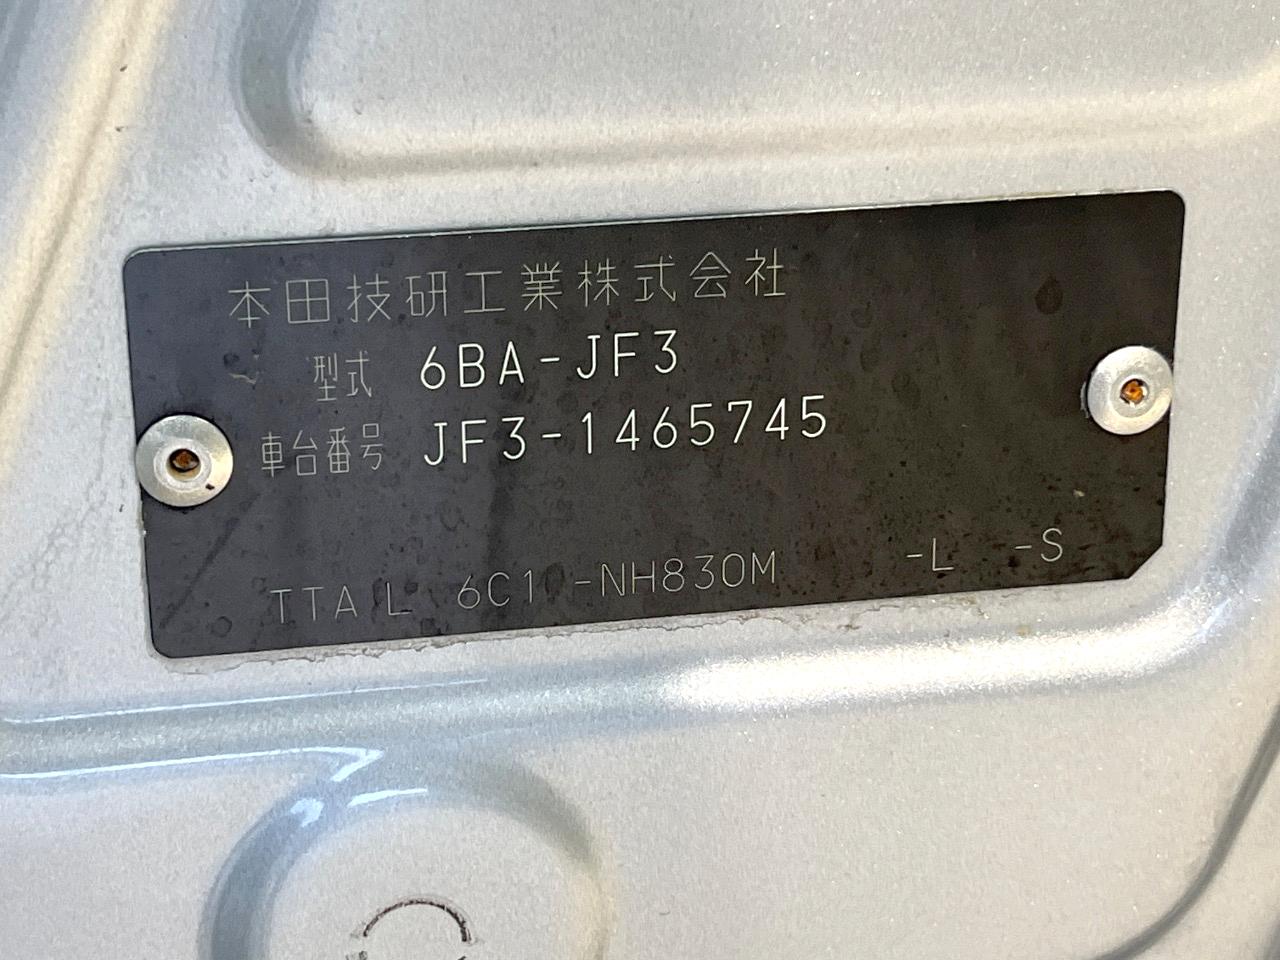 本田技研工業株式会社
型式 6BA-JF3
車台番号 JF3-1465745
TTA L 6C1 -NH830M -L -S